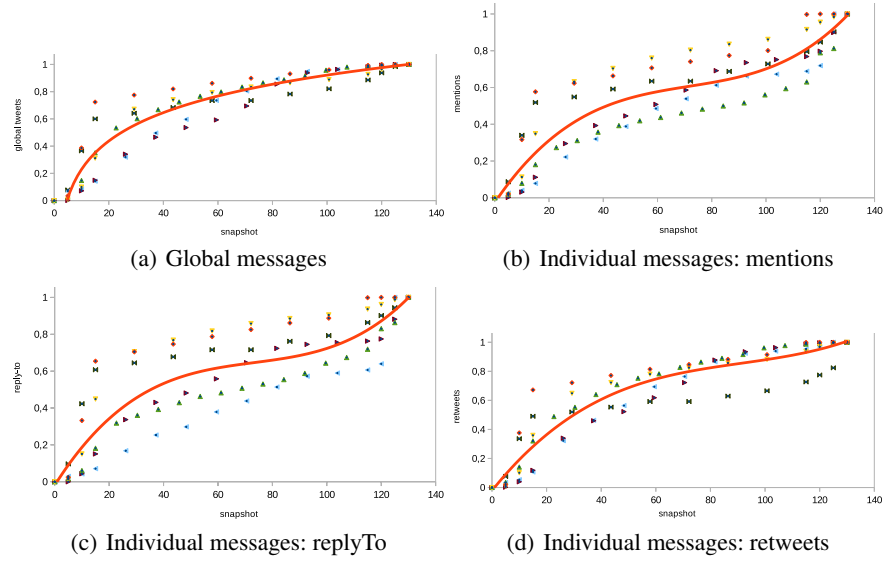 1
0,8
0,6
0,4
0,2
0
global tweets
0 20 40 60 80 100 120 140
snapshot
(a) Global messages
1
0,8
0,6
0,4
0,2
0
mentions
0 20 40 60 80 100 120 140
snapshot
(b) Individual messages: mentions
1
0,8
0,6
0,4
0,2
0
reply-to
0 20 40 60 80 100 120 140
snapshot
(c) Individual messages: replyTo
1
0,8
0,6
0,4
0,2
0
retweets
0 20 40 60 80 100 120 140
snapshot
(d) Individual messages: retweets